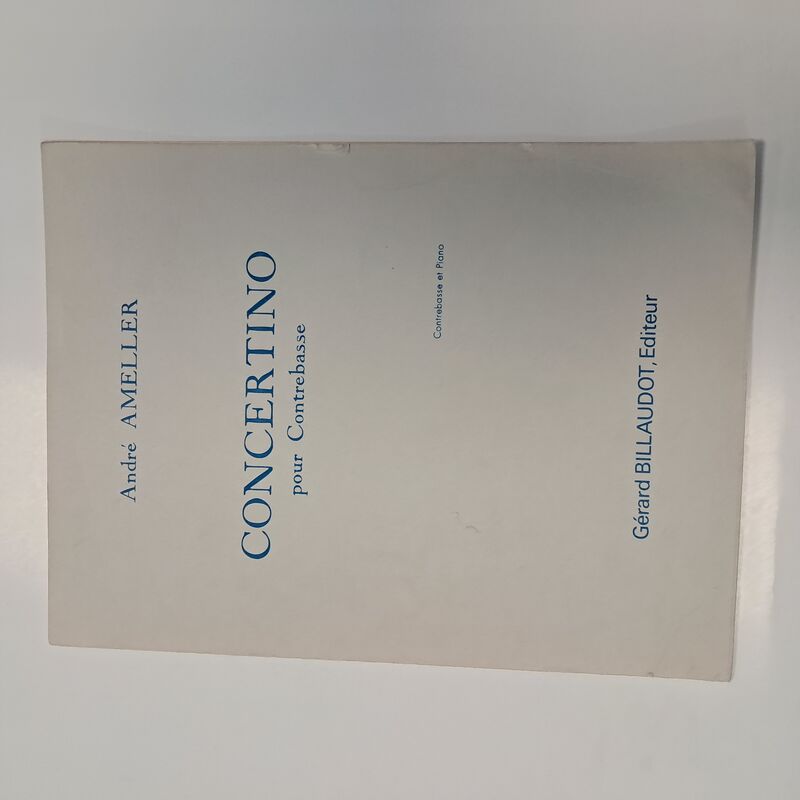 André AMELLER
CONCERTINO
pour Contrebasse
Contrebasse et Piano
Gérard BILLAUDOT, Editeur